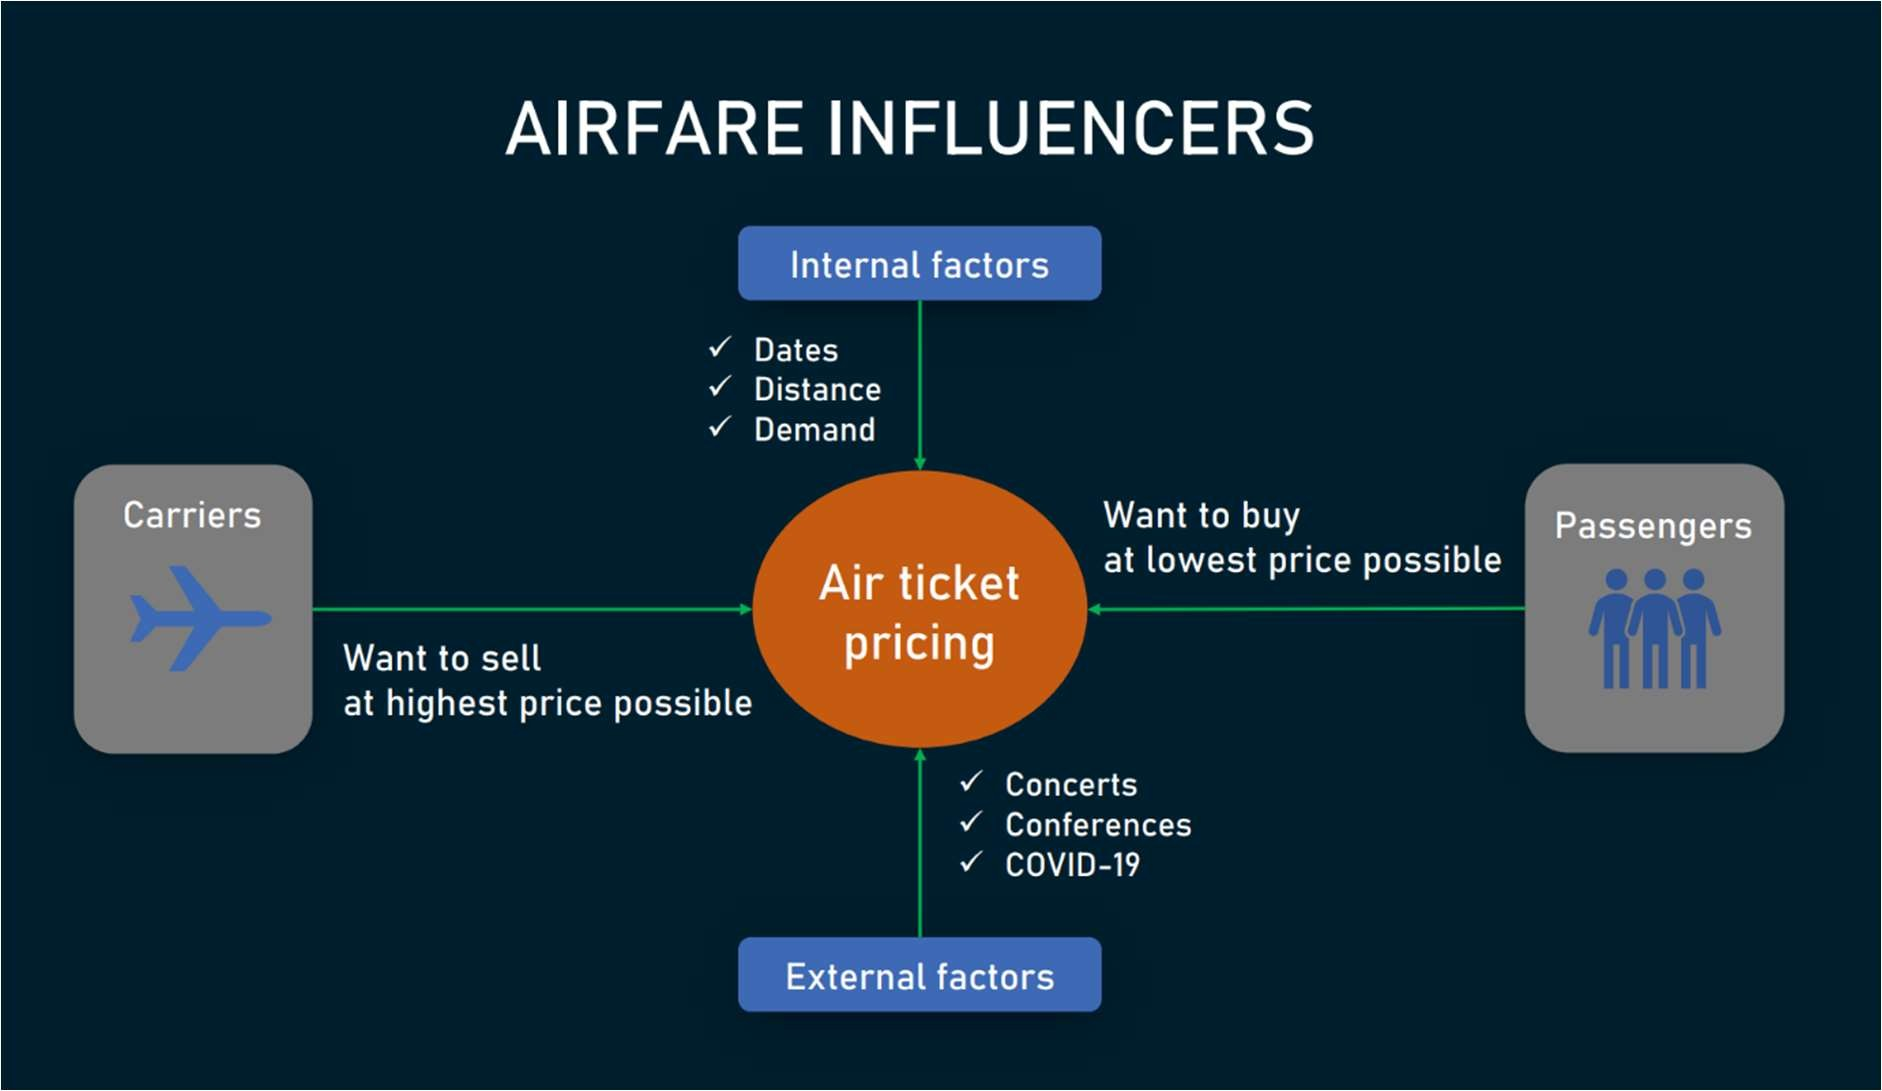 AIRFARE INFLUENCERS
Internal factors
✓ Dates
✓ Distance
✓ Demand
Carriers
Want to sell
at highest price possible
Air ticket
pricing
Want to buy
at lowest price possible
Passengers
✓ Concerts
✓ Conferences
✓ COVID-19
External factors